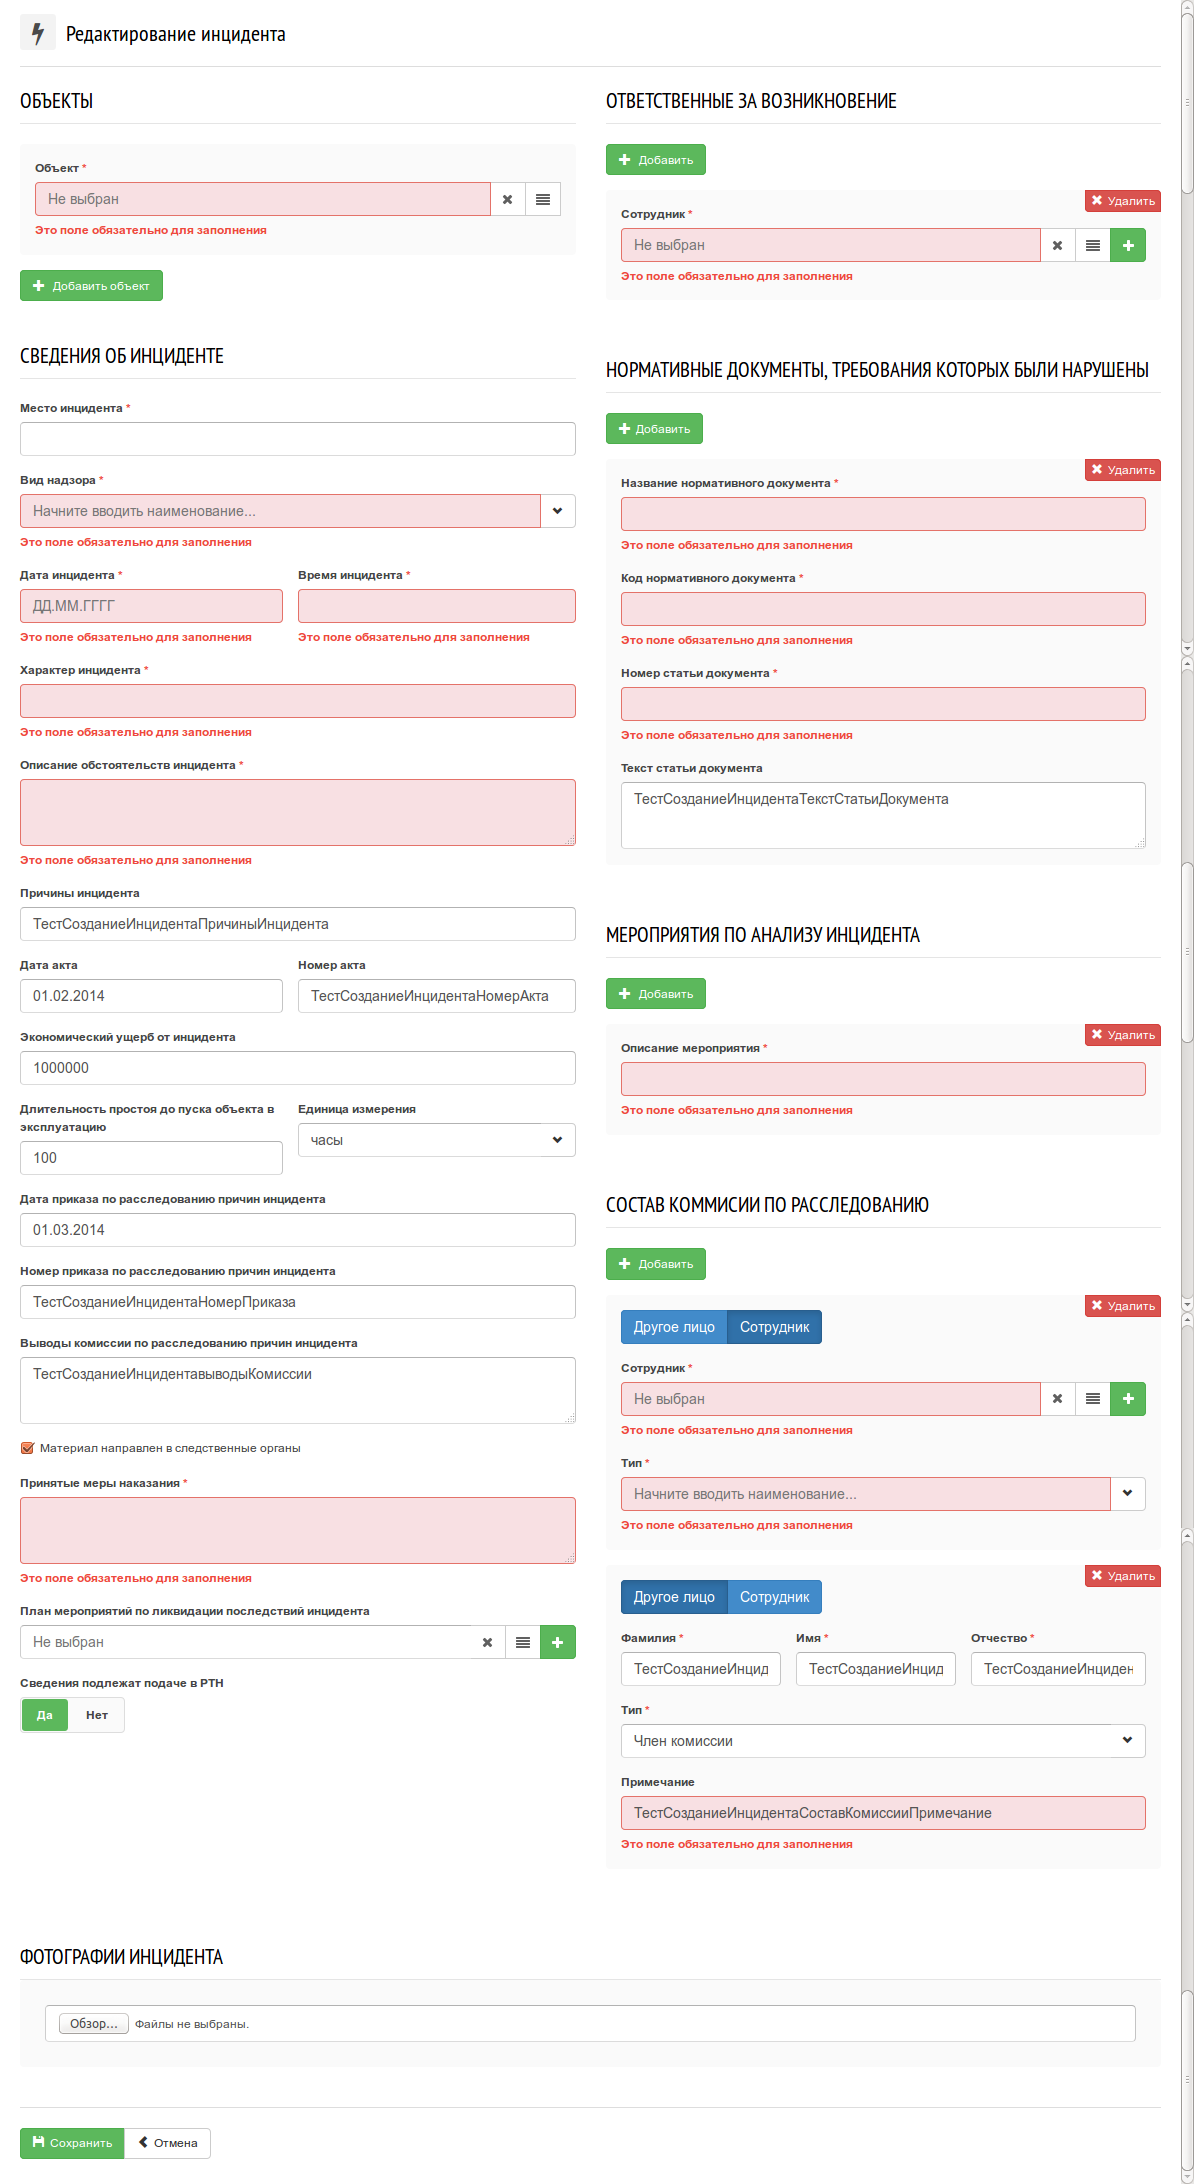 Редактирование инцидента
ОБЪЕКТЫ
Объект *
Не выбран
Это поле обязательно для заполнения
Добавить объект
СВЕДЕНИЯ ОБ ИНЦИДЕНТЕ
Место инцидента *
Вид надзора *
Начните вводить наименование...
Это поле обязательно для заполнения
Дата инцидента *
Время инцидента *
ДД.ММ.ГГГГ
Это поле обязательно для заполнения
Это поле обязательно для заполнения
Характер инцидента *
Это поле обязательно для заполнения
Описание обстоятельств инцидента *
Это поле обязательно для заполнения
Причины инцидента
ТестСозданиеИнцидентаПричиныИнцидента
Дата акта
Номер акта
01.02.2014
ТестСозданиеИнцидентаНомерАкта
Экономический ущерб от инцидента
1000000
Длительность простоя до пуска объекта в
эксплуатацию
Единица измерения
100
часы
Дата приказа по расследованию причин инцидента
01.03.2014
Номер приказа по расследованию причин инцидента
ТестСозданиеИнцидентаНомерПриказа
Выводы комиссии по расследованию причин инцидента
ТестСозданиеИнцидентавыводыКомиссии
Материал направлен в следственные органы
Принятые меры наказания *
Это поле обязательно для заполнения
План мероприятий по ликвидации последствий инцидента
Не выбран
Сведения подлежат подаче в РТН
Да
Нет
ОТВЕТСТВЕННЫЕ ЗА ВОЗНИКНОВЕНИЕ
Добавить
Удалить
Сотрудник *
Не выбран
Это поле обязательно для заполнения
НОРМАТИВНЫЕ ДОКУМЕНТЫ, ТРЕБОВАНИЯ КОТОРЫХ БЫЛИ НАРУШЕНЫ
Добавить
Удалить
Название нормативного документа *
Это поле обязательно для заполнения
Код нормативного документа *
Это поле обязательно для заполнения
Номер статьи документа *
Это поле обязательно для заполнения
Текст статьи документа
ТестСозданиеИнцидентаТекстСтатьиДокумента
МЕРОПРИЯТИЯ ПО АНАЛИЗУ ИНЦИДЕНТА
Добавить
Удалить
Описание мероприятия *
Это поле обязательно для заполнения
СОСТАВ КОММИСИИ ПО РАССЛЕДОВАНИЮ
Добавить
Удалить
Другое лицо
Сотрудник
Сотрудник *
Не выбран
Это поле обязательно для заполнения
Тип *
Начните вводить наименование...
Это поле обязательно для заполнения
Удалить
Другое лицо
Сотрудник
Фамилия *
Имя *
Отчество *
ТестСозданиеИнцид
ТестСозданиеИнцид
ТестСозданиеИнциден
Тип *
Член комиссии
Примечание
ТестСозданиеИнцидентаСоставКомиссииПримечание
Это поле обязательно для заполнения
ФОТОГРАФИИ ИНЦИДЕНТА
Обзор...
Файлы не выбраны.
Сохранить
Отмена